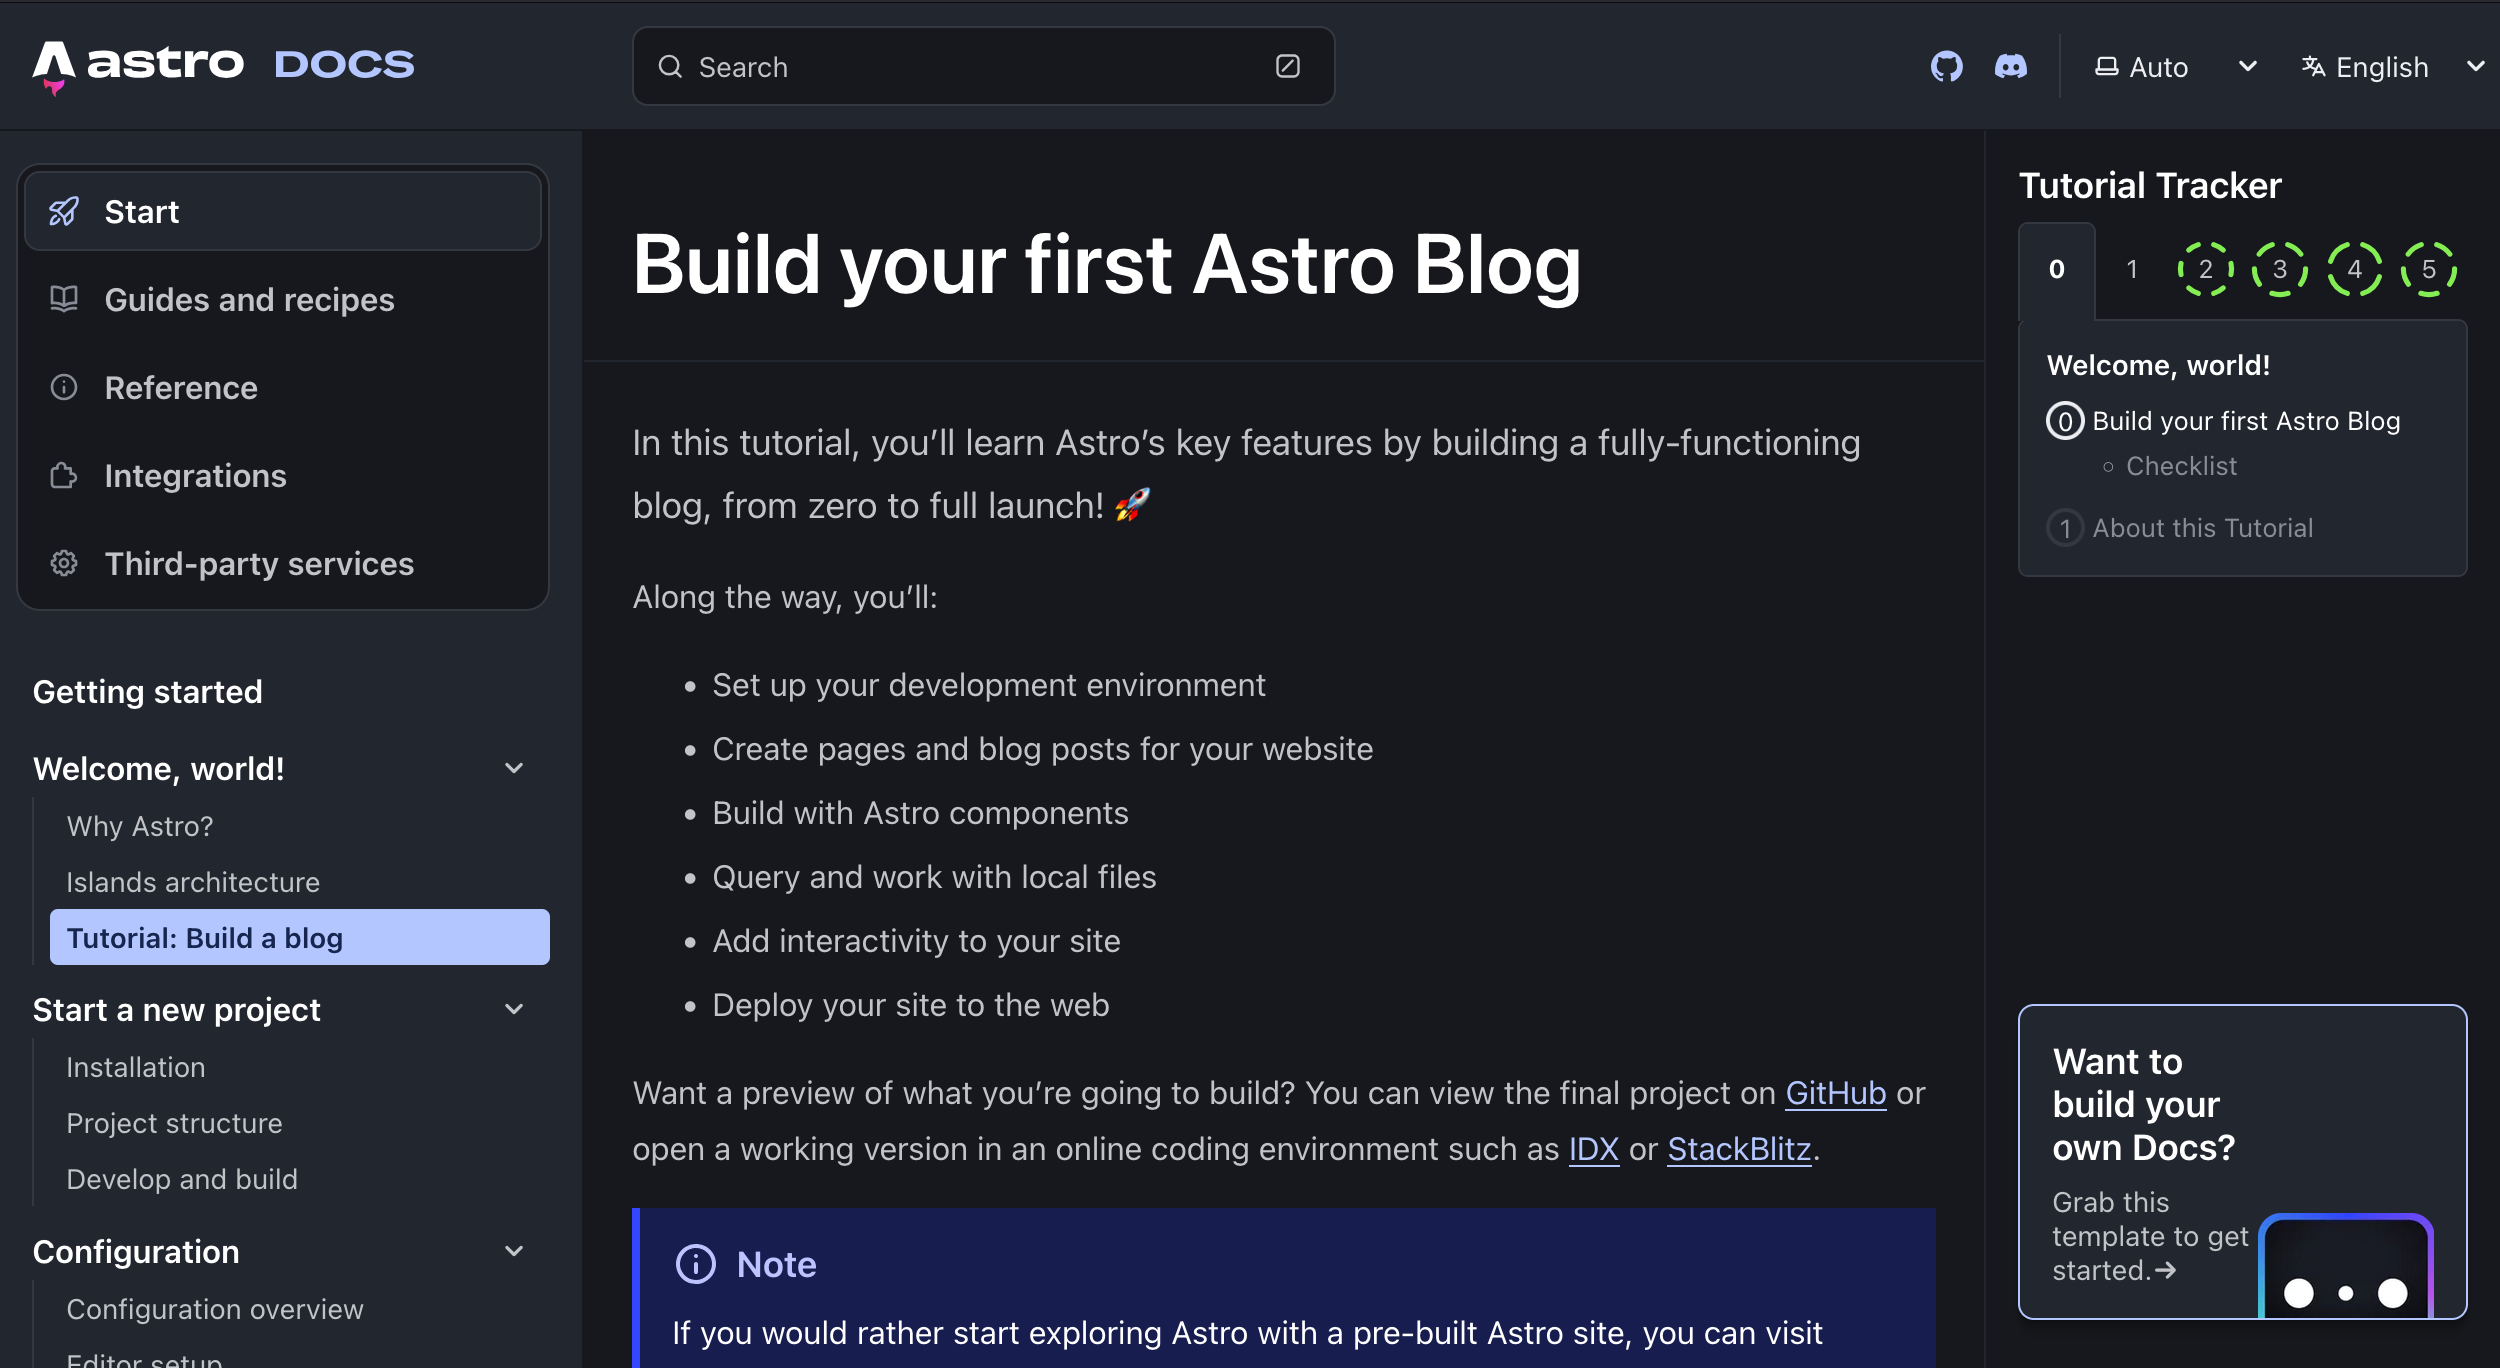 astro DOCS
Search
Auto
English
Start
Guides and recipes
Reference
Integrations
Third-party services
Getting started
Welcome, world!
Why Astro?
Islands architecture
Tutorial: Build a blog
Start a new project
Installation
Project structure
Develop and build
Configuration
Configuration overview
Editor setup
Build your first Astro Blog
In this tutorial, you’ll learn Astro’s key features by building a fully-functioning
blog, from zero to full launch! 🚀
Along the way, you’ll:
• Set up your development environment
• Create pages and blog posts for your website
• Build with Astro components
• Query and work with local files
• Add interactivity to your site
• Deploy your site to the web
Want a preview of what you’re going to build? You can view the final project on GitHub or
open a working version in an online coding environment such as IDX or StackBlitz.
Note
If you would rather start exploring Astro with a pre-built Astro site, you can visit
Tutorial Tracker
0 1 2 3 4 5
Welcome, world!
0 Build your first Astro Blog
Checklist
1 About this Tutorial
Want to
build your
own Docs?
Grab this
template to get
started.→